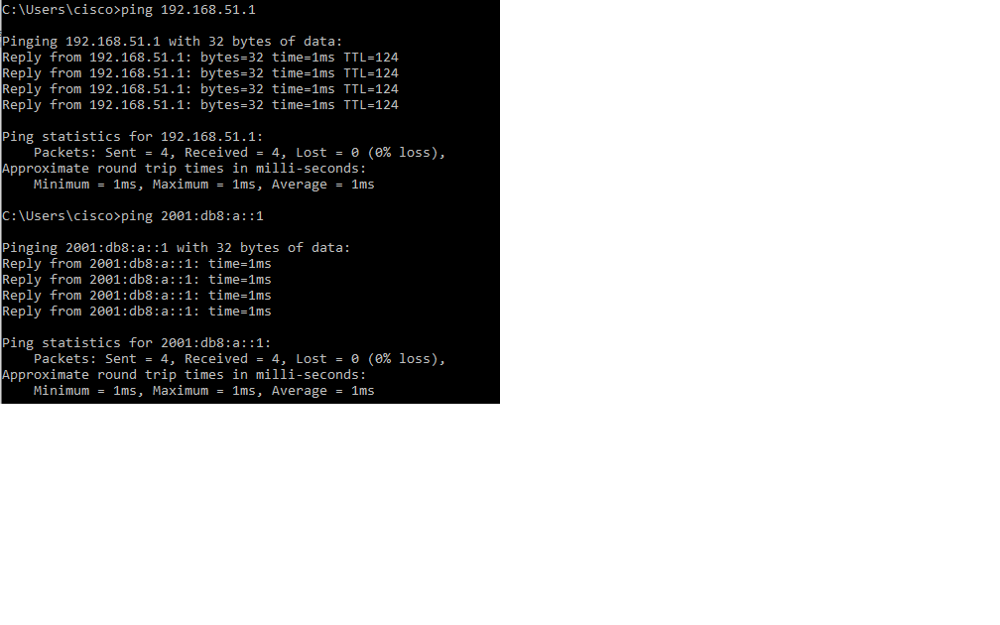 C:\Users\cisco>ping 192.168.51.1
Pinging 192.168.51.1 with 32 bytes of data:
Reply from 192.168.51.1: bytes=32 time=1ms TTL=124
Reply from 192.168.51.1: bytes=32 time=1ms TTL=124
Reply from 192.168.51.1: bytes=32 time=1ms TTL=124
Reply from 192.168.51.1: bytes=32 time=1ms TTL=124
Ping statistics for 192.168.51.1:
Packets: Sent = 4, Received = 4, Lost = 0 (0% loss),
Approximate round trip times in milli-seconds:
Minimum = 1ms, Maximum = 1ms, Average = 1ms
C:\Users\cisco>ping 2001:db8:a::1
Pinging 2001:db8:a::1 with 32 bytes of data:
Reply from 2001:db8:a::1: time=1ms
Reply from 2001:db8:a::1: time=1ms
Reply from 2001:db8:a::1: time=1ms
Reply from 2001:db8:a::1: time=1ms
Ping statistics for 2001:db8:a::1:
Packets: Sent = 4, Received = 4, Lost = 0 (0% loss),
Approximate round trip times in milli-seconds:
Minimum = 1ms, Maximum = 1ms, Average = 1ms